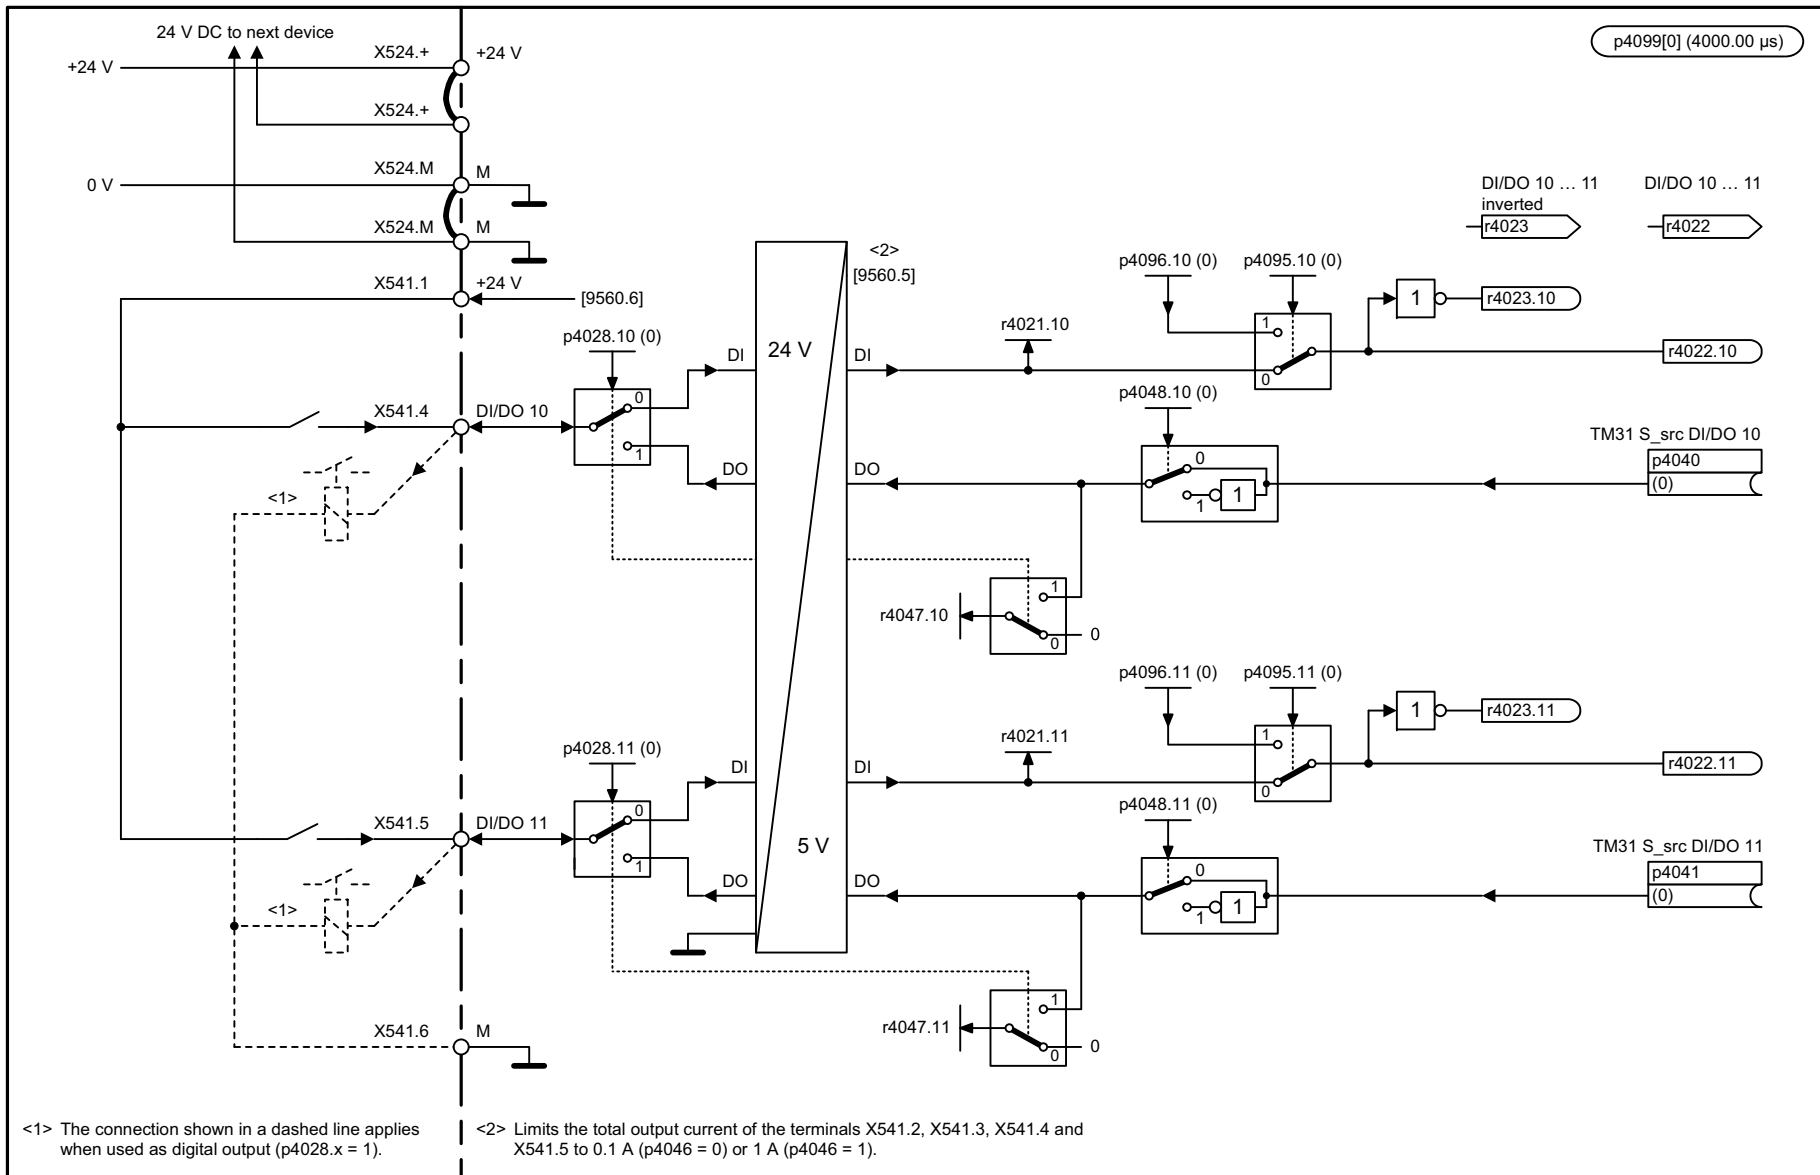 24 V DC to next device
p4099[0] (4000.00 µs)
X524.+
+24 V
+24 V
X524.+
X524.M
M
0 V
X524.M
M
DI/DO 10 … 11
inverted
r4023
DI/DO 10 … 11
r4022
X541.1
+24 V
[9560.6]
<2>
[9560.5]
24 V
5 V
p4028.10 (0)
0
1
DI
DI
DO
DO
X541.4
DI/DO 10
<1>
r4021.10
p4096.10 (0)
p4095.10 (0)
1
0
1
r4023.10
r4022.10
p4048.10 (0)
0
1
1
TM31 S_src DI/DO 10
p4040
(0)
r4047.10
1
0
0
p4028.11 (0)
0
1
DI
DI
DO
DO
X541.5
DI/DO 11
<1>
r4021.11
p4096.11 (0)
p4095.11 (0)
1
0
1
r4023.11
r4022.11
p4048.11 (0)
0
1
1
TM31 S_src DI/DO 11
p4041
(0)
r4047.11
1
0
0
X541.6
M
<1> The connection shown in a dashed line applies
when used as digital output (p4028.x = 1).
<2> Limits the total output current of the terminals X541.2, X541.3, X541.4 and
X541.5 to 0.1 A (p4046 = 0) or 1 A (p4046 = 1).